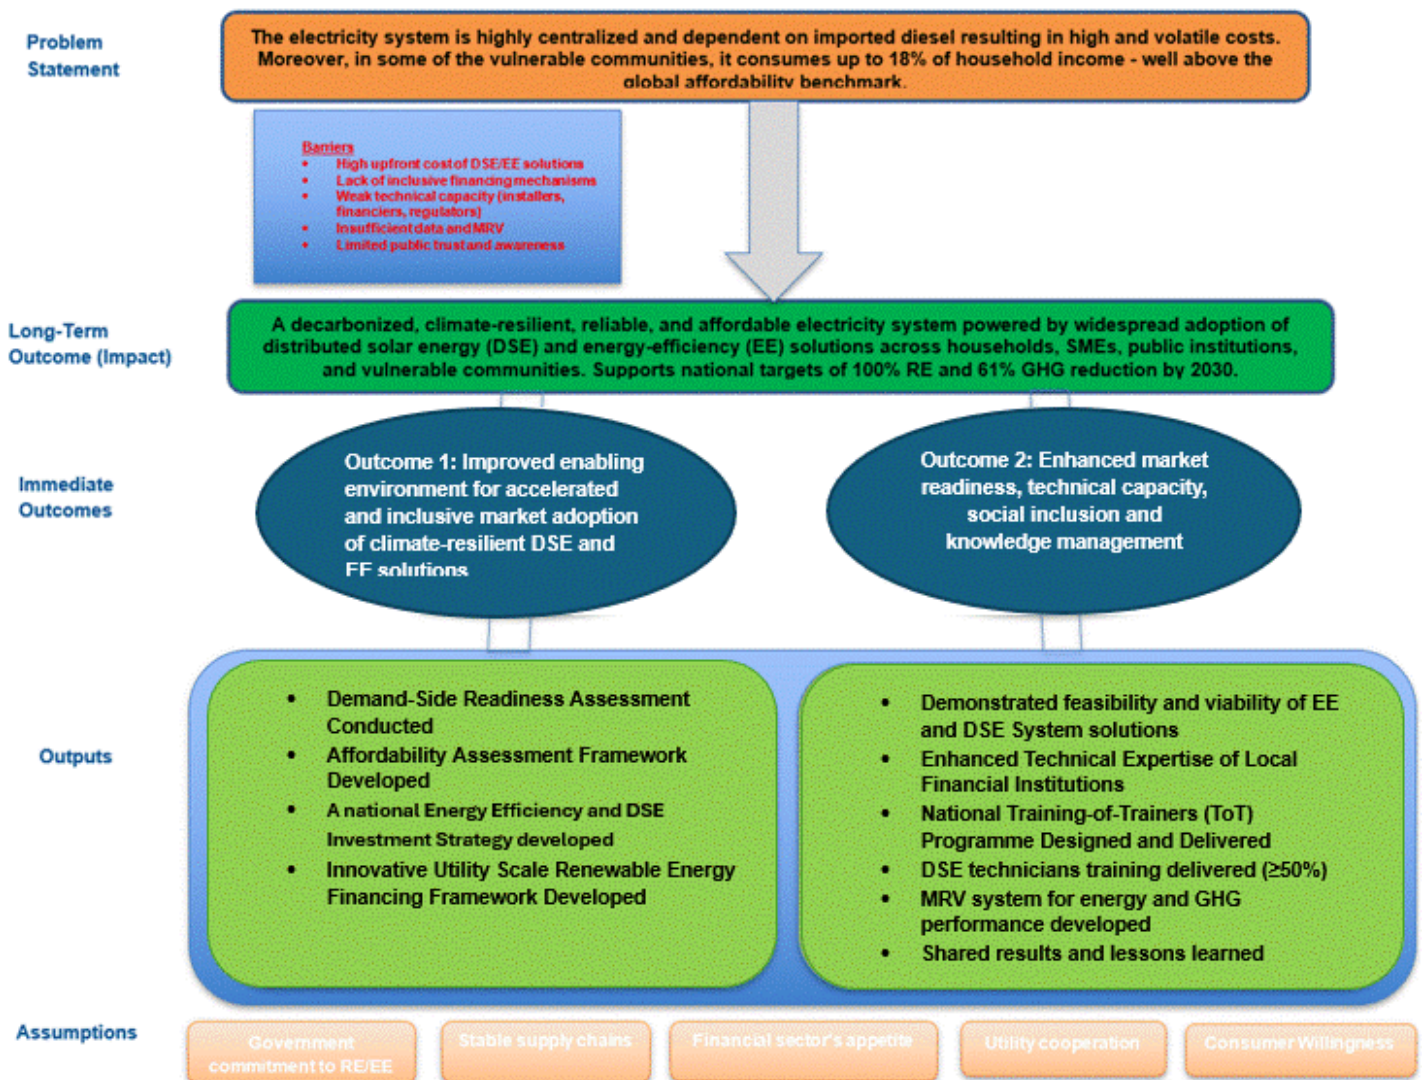 Problem
Statement
The electricity system is highly centralized and dependent on imported diesel resulting in high and volatile costs.
Moreover, in some of the vulnerable communities, it consumes up to 18% of household income - well above the
global affordability benchmark.
Barriers
• High upfront cost of DSE/EE solutions
• Lack of inclusive financing mechanisms
• Weak technical capacity (installers,
financiers, regulators)
• Insufficient data and MRV
• Limited public trust and awareness
Long-Term
Outcome (Impact)
A decarbonized, climate-resilient, reliable, and affordable electricity system powered by widespread adoption of
distributed solar energy (DSE) and energy-efficiency (EE) solutions across households, SMEs, public institutions,
and vulnerable communities. Supports national targets of 100% RE and 61% GHG reduction by 2030.
Immediate
Outcomes
Outcome 1: Improved enabling
environment for accelerated
and inclusive market adoption
of climate-resilient DSE and
EE solutions
Outcome 2: Enhanced market
readiness, technical capacity,
social inclusion and
knowledge management
Outputs
• Demand-Side Readiness Assessment
Conducted
• Affordability Assessment Framework
Developed
• A national Energy Efficiency and DSE
Investment Strategy developed
• Innovative Utility Scale Renewable Energy
Financing Framework Developed
• Demonstrated feasibility and viability of EE
and DSE System solutions
• Enhanced Technical Expertise of Local
Financial Institutions
• National Training-of-Trainers (ToT)
Programme Designed and Delivered
• DSE technicians training delivered (≥50%)
• MRV system for energy and GHG
performance developed
• Shared results and lessons learned
Assumptions
Government
commitment to RE/EE
Stable supply chains
Financial sector's appetite
Utility cooperation
Consumer Willingness